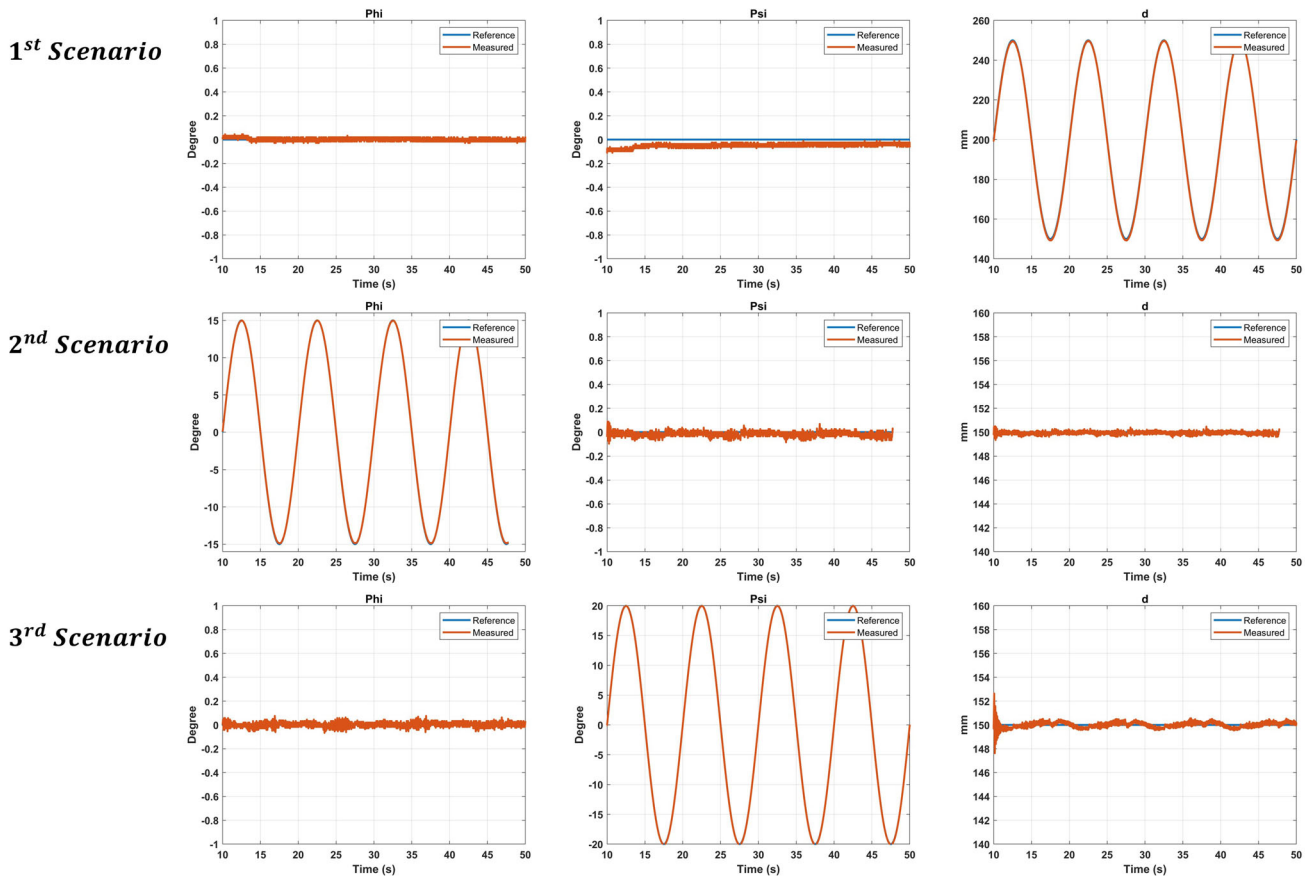 1st Scenario
Phi
Reference
Measured
Degree
1
0.8
0.6
0.4
0.2
0
-0.2
-0.4
-0.6
-0.8
-1
10 15 20 25 30 35 40 45 50
Time (s)
Psi
Reference
Measured
Degree
1
0.8
0.6
0.4
0.2
0
-0.2
-0.4
-0.6
-0.8
-1
10 15 20 25 30 35 40 45 50
Time (s)
d
Reference
Measured
mm
260
240
220
200
180
160
140
10 15 20 25 30 35 40 45 50
Time (s)
2nd Scenario
Phi
Reference
Measured
Degree
15
10
5
0
-5
-10
-15
10 15 20 25 30 35 40 45 50
Time (s)
Psi
Reference
Measured
Degree
1
0.8
0.6
0.4
0.2
0
-0.2
-0.4
-0.6
-0.8
-1
10 15 20 25 30 35 40 45 50
Time (s)
d
Reference
Measured
mm
160
158
156
154
152
150
148
146
144
142
140
10 15 20 25 30 35 40 45 50
Time (s)
3rd Scenario
Phi
Reference
Measured
Degree
1
0.8
0.6
0.4
0.2
0
-0.2
-0.4
-0.6
-0.8
-1
10 15 20 25 30 35 40 45 50
Time (s)
Psi
Reference
Measured
Degree
20
15
10
5
0
-5
-10
-15
-20
10 15 20 25 30 35 40 45 50
Time (s)
d
Reference
Measured
mm
160
158
156
154
152
150
148
146
144
142
140
10 15 20 25 30 35 40 45 50
Time (s)